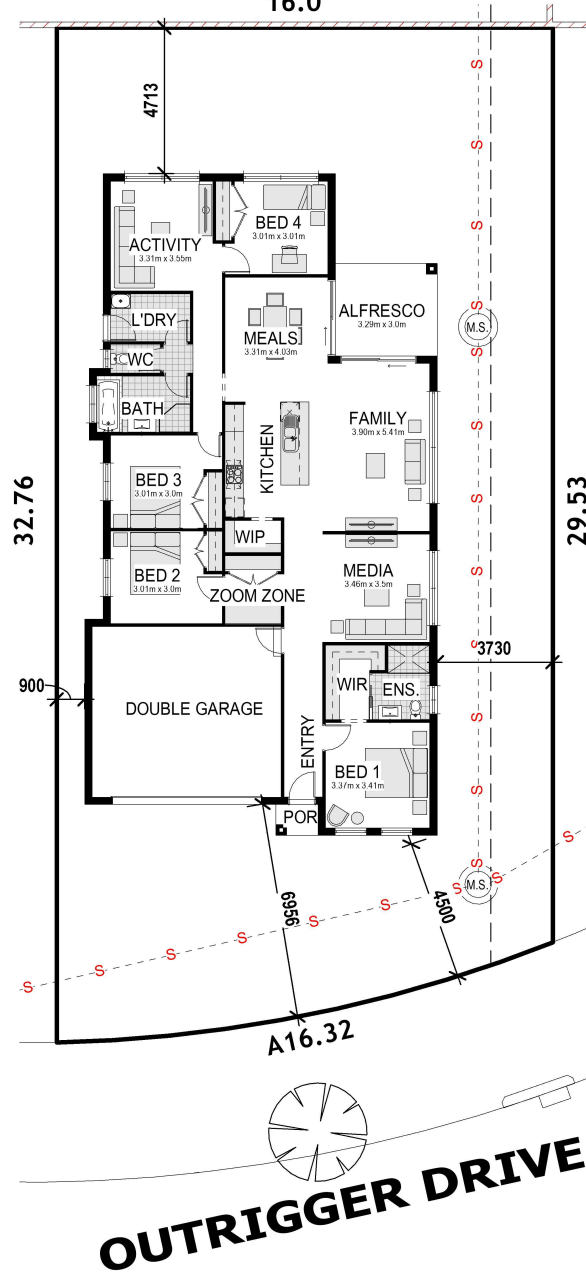 16.0
S
4713
S
BED 4
3.01m x 3.01m
ACTIVITY
3.31m x 3.55m
S
ALFRESCO
3.29m x 3.0m
L'DRY
M.S.
MEALS
3.31m x 4.03m
S
WC
BATH
FAMILY
3.90m x 5.41m
S
KITCHEN
BED 3
3.01m x 3.0m
S
32.76
29.53
WIP
MEDIA
3.46m x 3.5m
S
BED 2
3.01m x 3.0m
ZOOM ZONE
S
3730
900
WIR
ENS.
DOUBLE GARAGE
S
ENTRY
BED 1
3.37m x 3.41m
S
POR
S
S
M.S.
S
S
S
6956
4500
S
S
S
S
S
A16.32
OUTRIGGER DRIVE